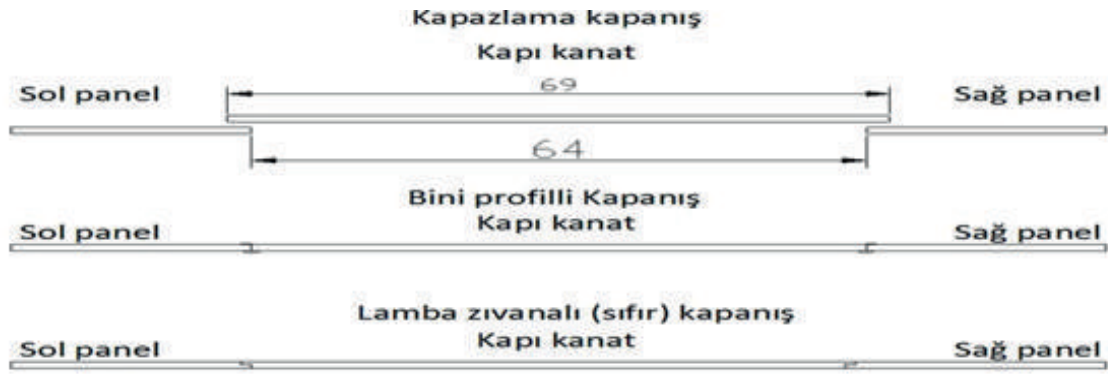 Kapazlama kapanış
Kapı kanat
Sol panel
69
Sağ panel
64
Bini profilli Kapanış
Kapı kanat
Sol panel
Sağ panel
Lamba zıvanalı (sıfır) kapanış
Kapı kanat
Sol panel
Sağ panel